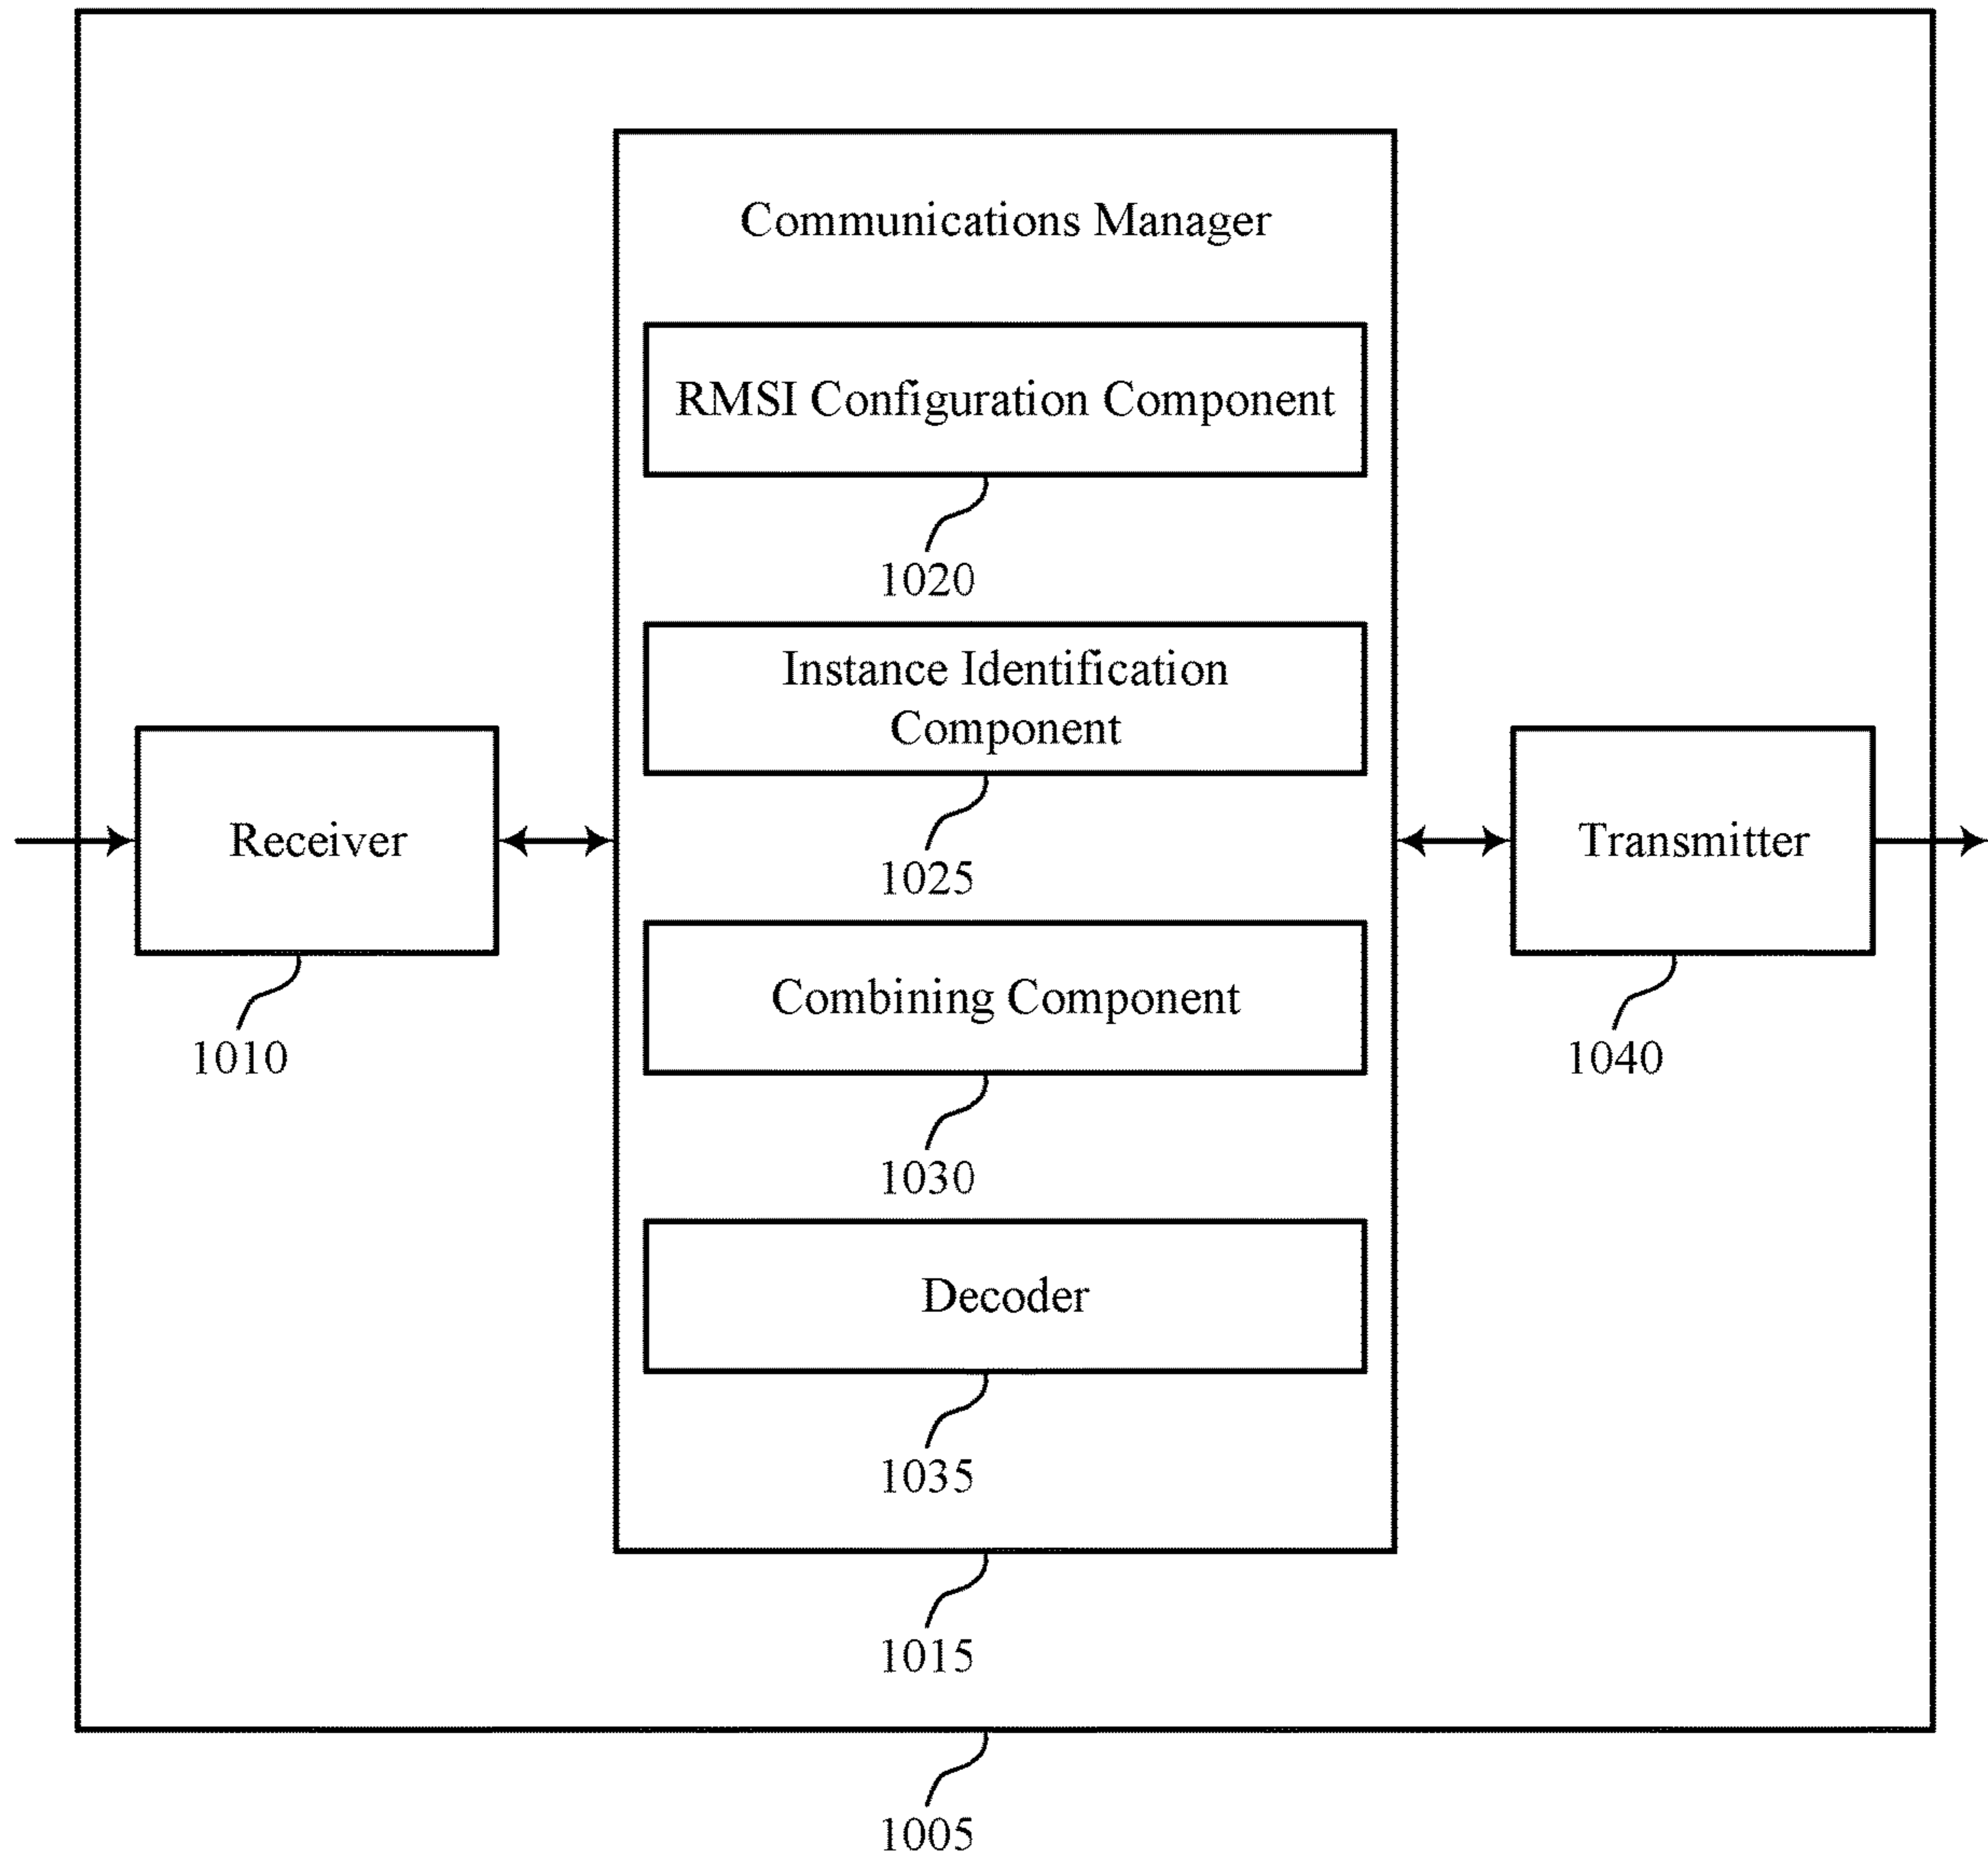 Communications Manager
RMSI Configuration Component
1020
Instance Identification
Component
1025
Receiver
1010
Transmitter
1040
Combining Component
1030
Decoder
1035
1015
1005